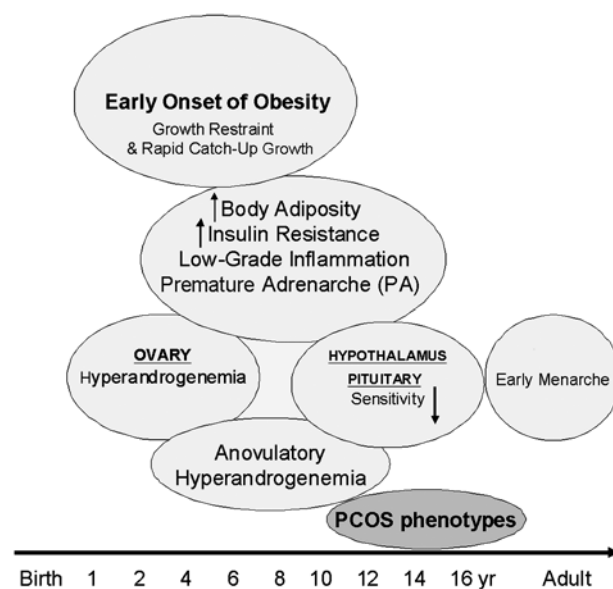 Early Onset of Obesity
Growth Restraint
& Rapid Catch-Up Growth
↑Body Adiposity
↑Insulin Resistance
Low-Grade Inflammation
Premature Adrenarche (PA)
OVARY
Hyperandrogenemia
HYPOTHALAMUS
PITUITARY
Sensitivity ↓
Early Menarche
Anovulatory
Hyperandrogenemia
PCOS phenotypes
Birth 1 2 4 6 8 10 12 14 16 yr Adult